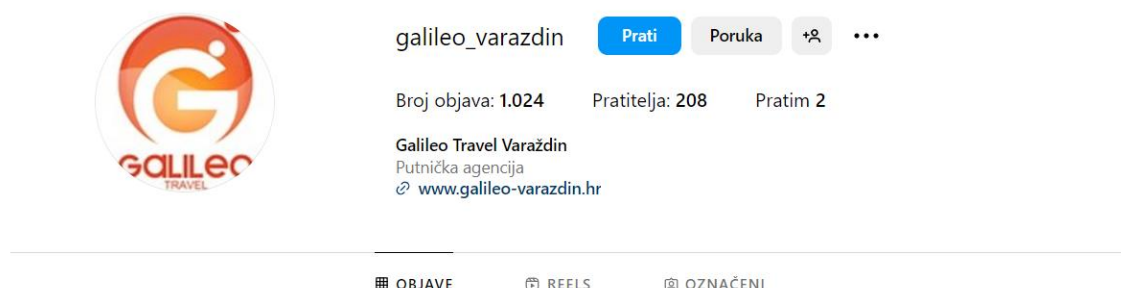 galileo_varazdin Prati Poruka
Broj objava: 1.024 Pratitelja: 208 Pratim 2
Galileo Travel Varaždin
Putnička agencija
www.galileo-varazdin.hr
GALILEO
TRAVEL
OBJAVE REELS OZNAČENI